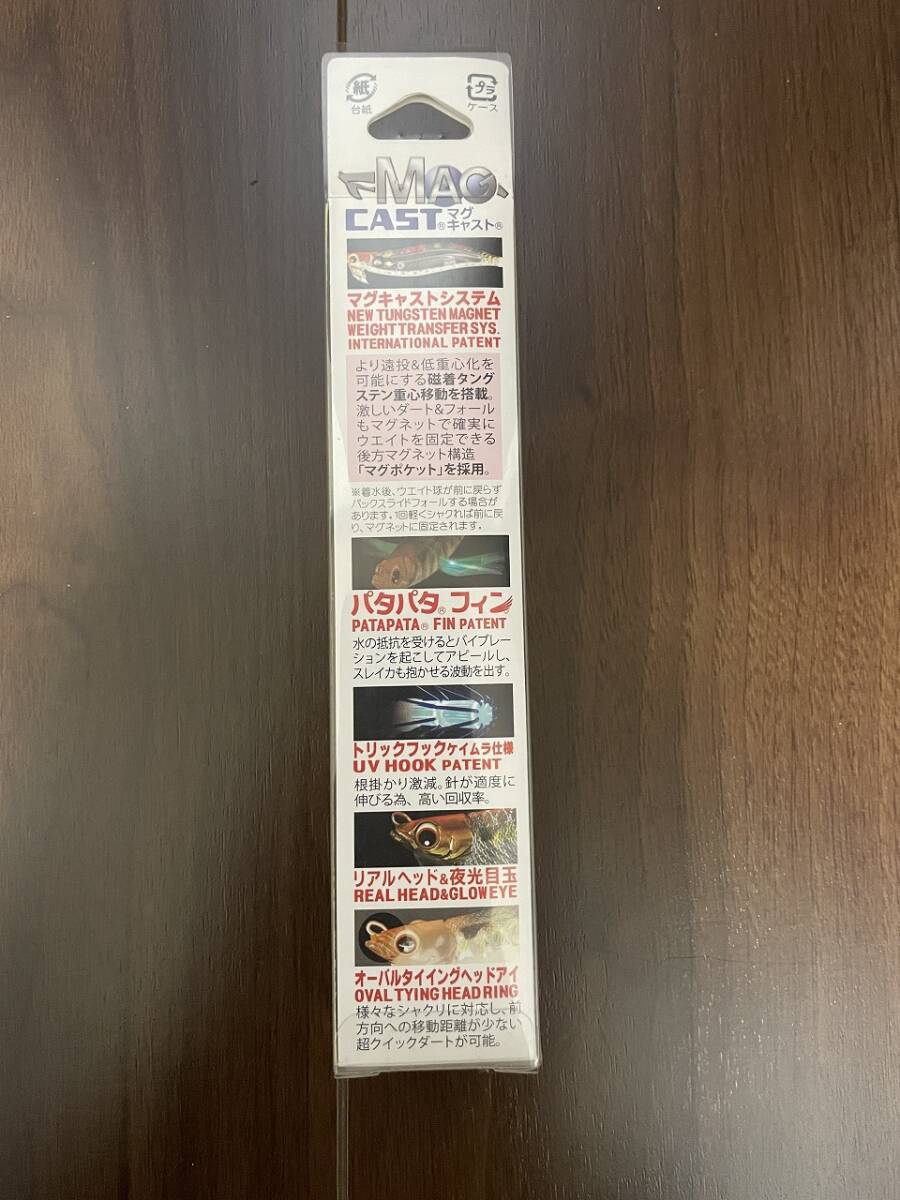 紙
台紙
プラ
ケース
MAG
CAST® マグキャスト®
マグキャストシステム
NEW TUNGSTEN MAGNET
WEIGHT TRANSFER SYS.
INTERNATIONAL PATENT
より遠投&低重心化を
可能にする磁着タング
ステン重心移動を搭載。
激しいダート&フォール
もマグネットで確実に
ウエイトを固定できる
後方マグネット構造
「マグポケット」を採用。
※着水後、ウエイト球が前に戻らず
バックスライドフォールする場合が
あります。1回軽くシャクれば前に戻
り、マグネットに固定されます。
パタパタ® フィン
PATAPATA® FIN PATENT
水の抵抗を受けるとバイブレー
ションを起こしてアピールし、
スレイカも抱かせる波動を出す。
トリックフックケイムラ仕様
UV HOOK PATENT
根掛かり激減。針が適度に
伸びる為、高い回収率。
リアルヘッド&夜光目玉
REAL HEAD&GLOW EYE
オーバルタイイングヘッドアイ
OVAL TYING HEAD RING
様々なシャクリに対応し、前
方向への移動距離が少ない
超クイックダートが可能。